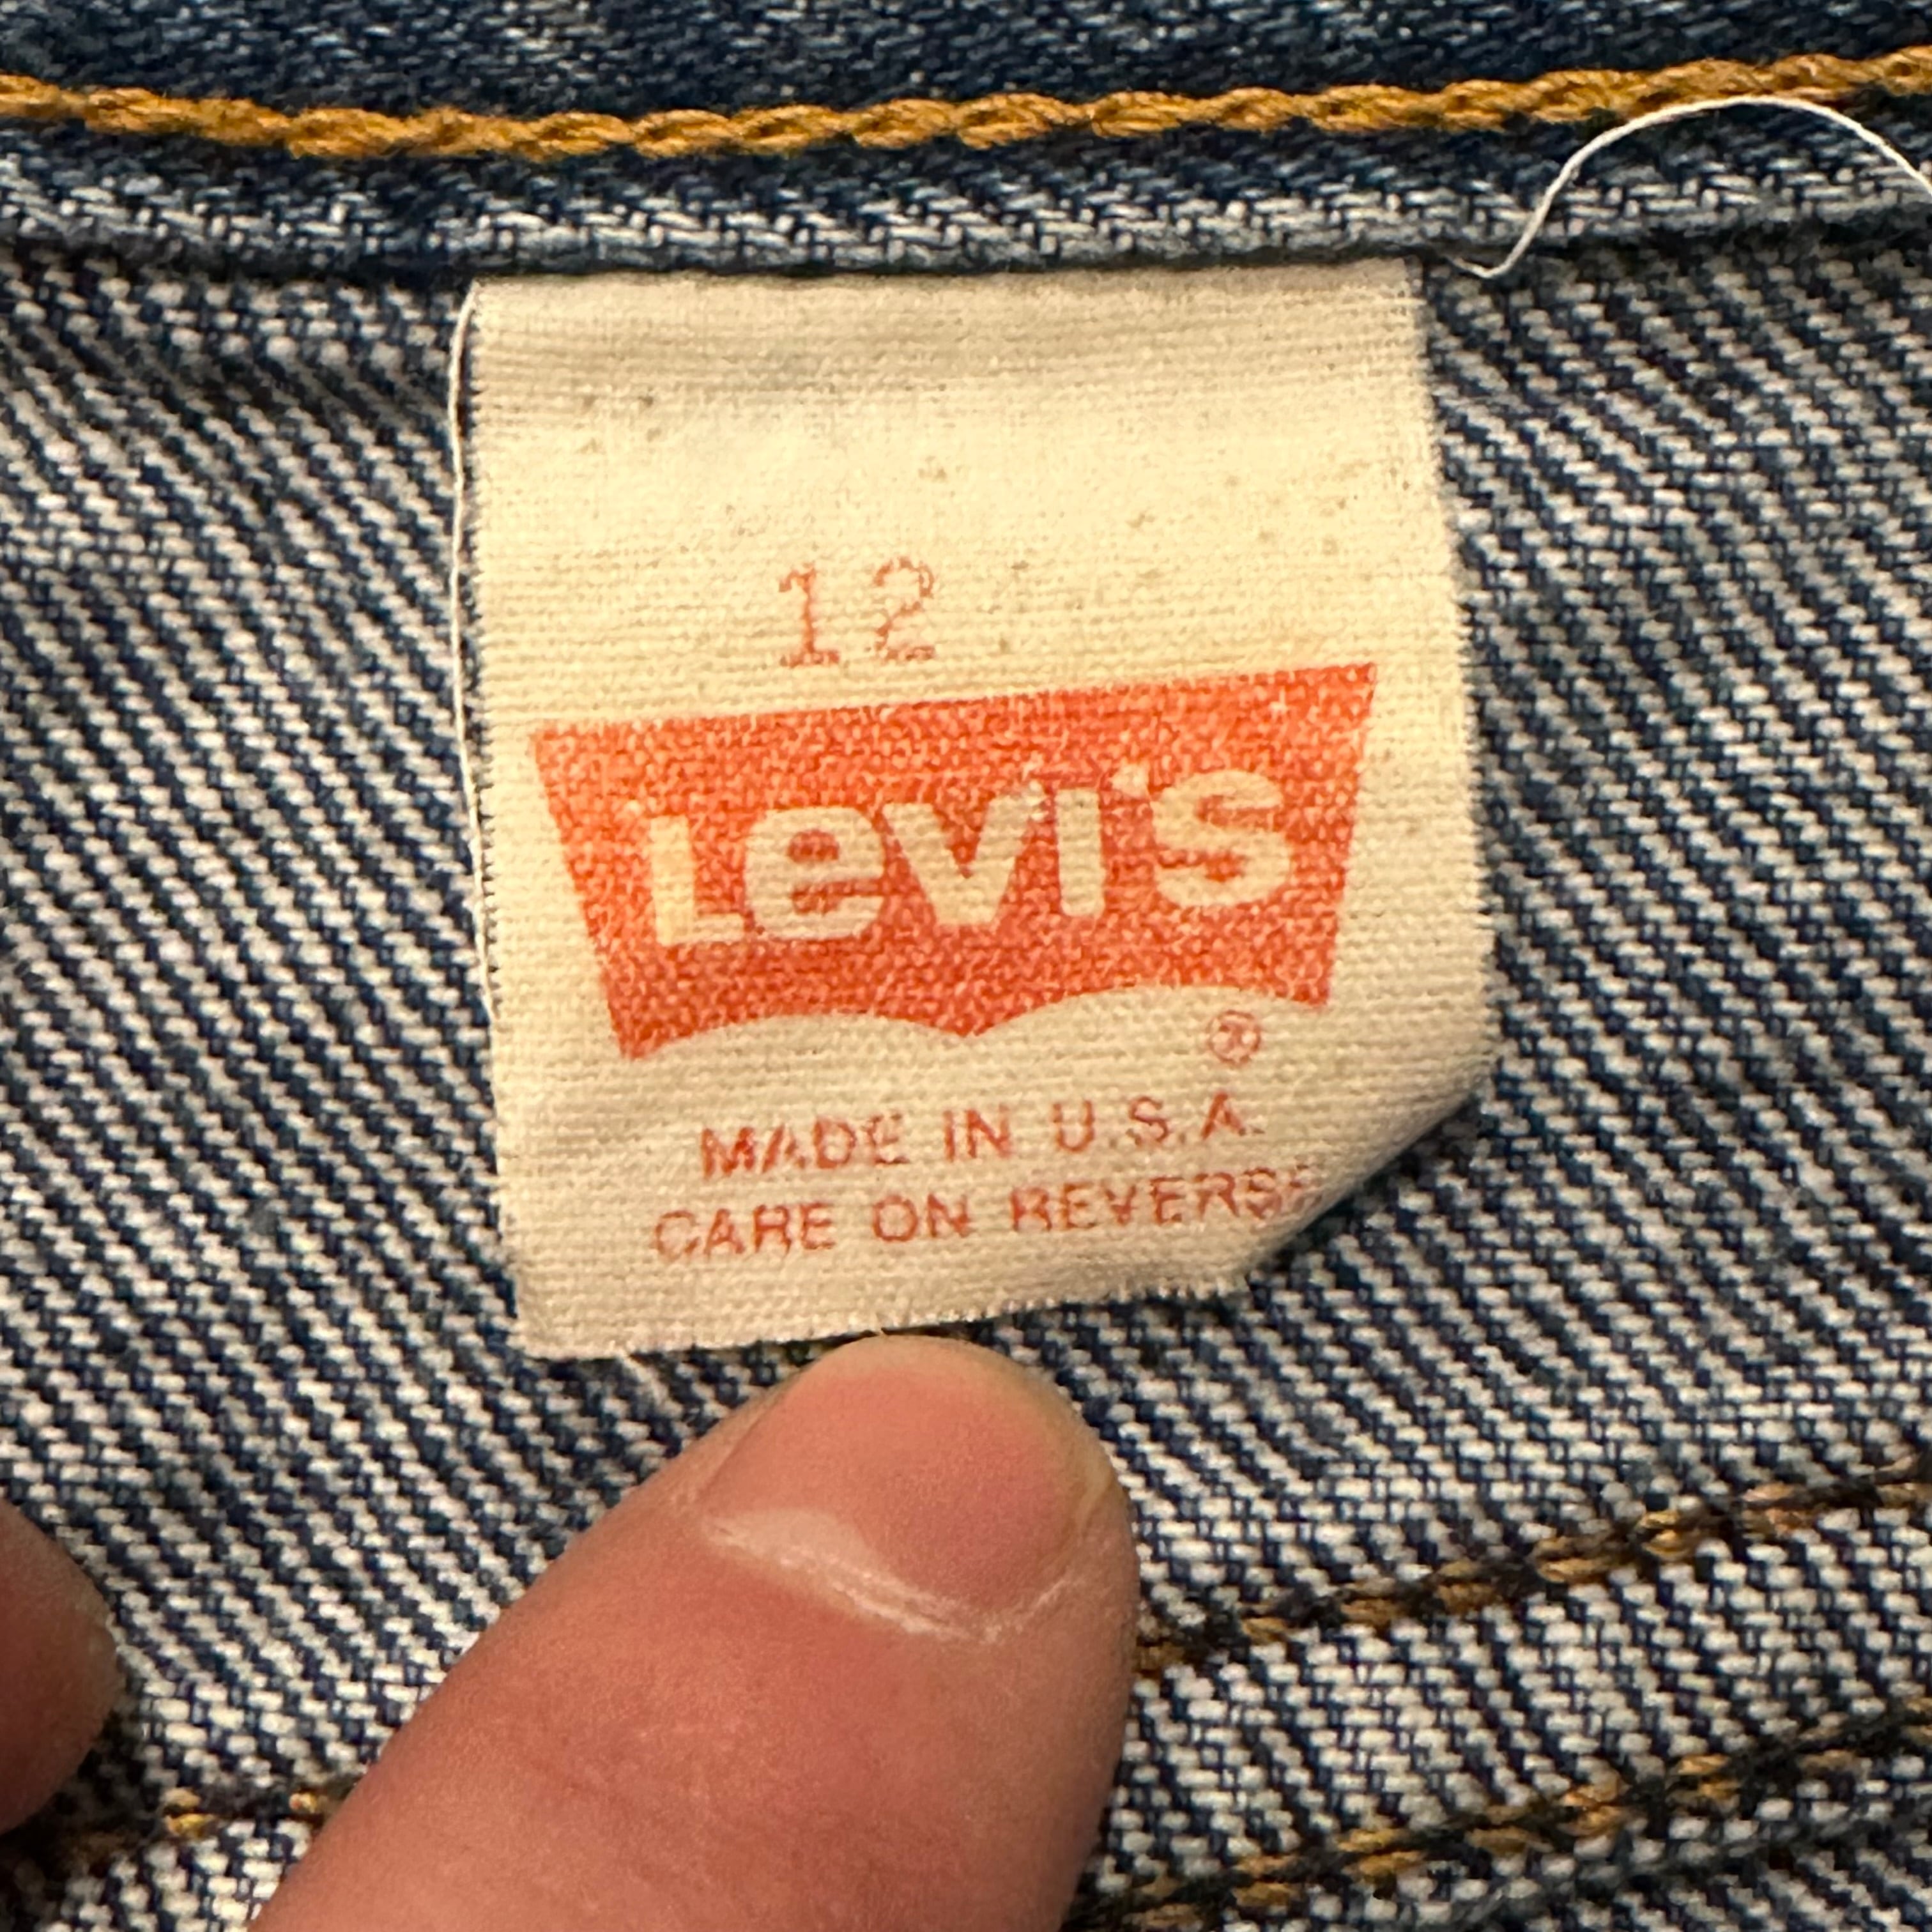 12
Levi's
®
MADE IN U.S.A.
CARE ON REVERSE